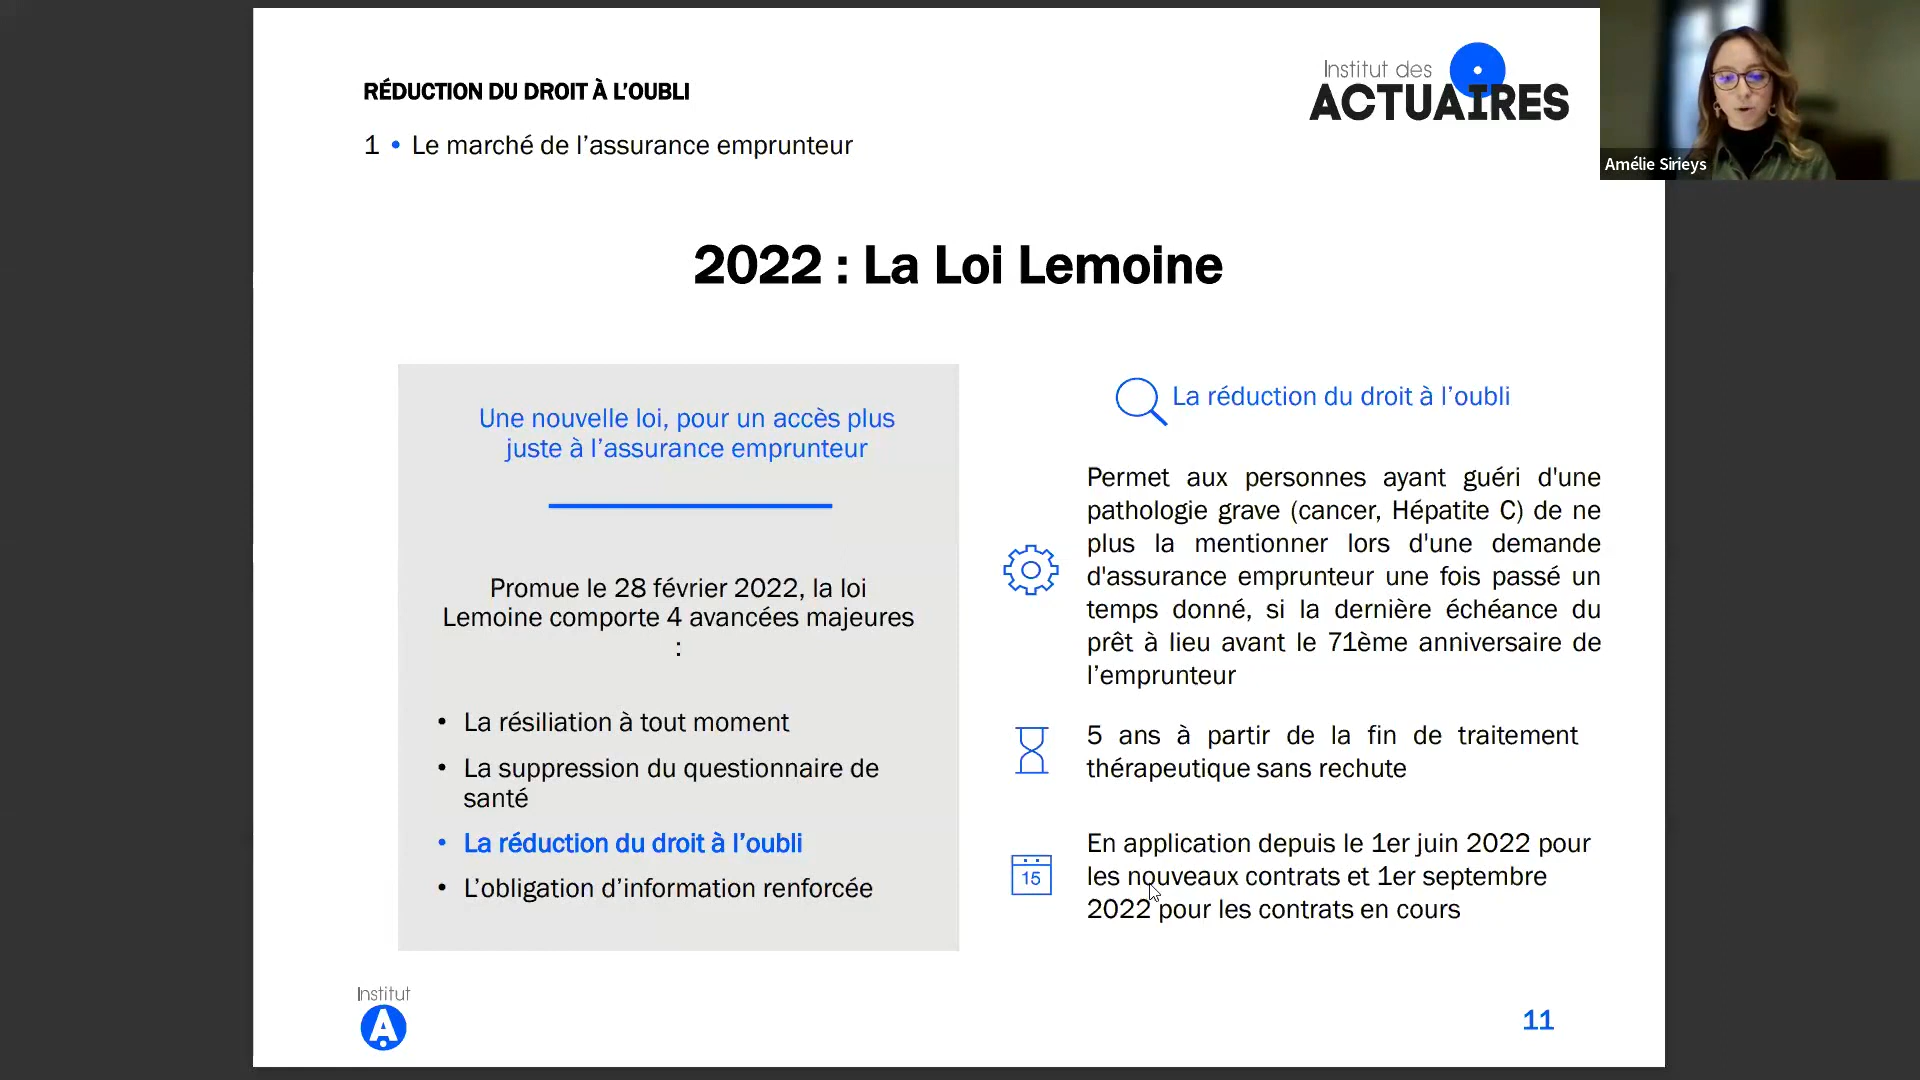 RÉDUCTION DU DROIT À L’OUBLI
1 • Le marché de l’assurance emprunteur
Institut des
ACTUAIRES
Amélie Sirieys
2022 : La Loi Lemoine
Une nouvelle loi, pour un accès plus
juste à l’assurance emprunteur
Promue le 28 février 2022, la loi
Lemoine comporte 4 avancées majeures
:
• La résiliation à tout moment
• La suppression du questionnaire de
santé
• La réduction du droit à l’oubli
• L’obligation d’information renforcée
La réduction du droit à l’oubli
Permet aux personnes ayant guéri d'une
pathologie grave (cancer, Hépatite C) de ne
plus la mentionner lors d'une demande
d'assurance emprunteur une fois passé un
temps donné, si la dernière échéance du
prêt à lieu avant le 71ème anniversaire de
l’emprunteur
5 ans à partir de la fin de traitement
thérapeutique sans rechute
15
En application depuis le 1er juin 2022 pour
les nouveaux contrats et 1er septembre
2022 pour les contrats en cours
Institut
A
11